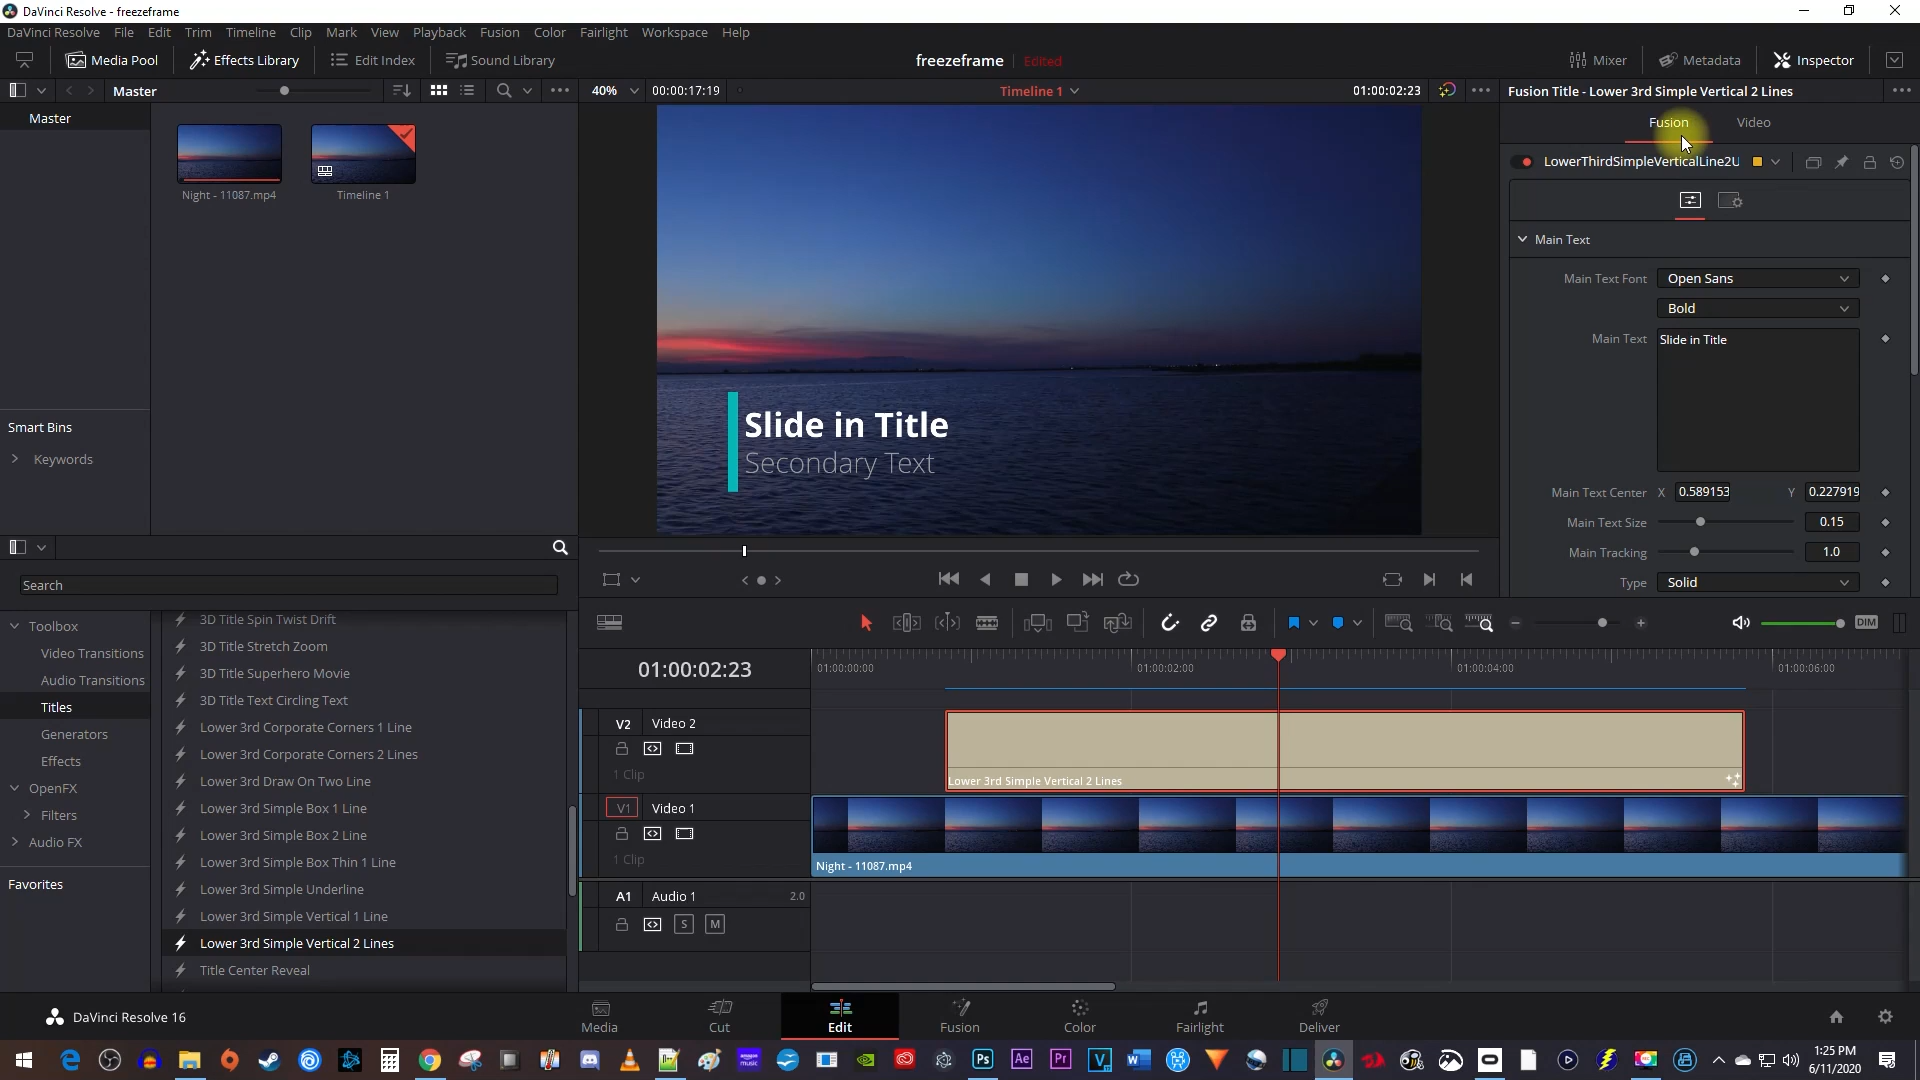 DaVinci Resolve - freezeframe
DaVinci Resolve File Edit Trim Timeline Clip Mark View Playback Fusion Color Fairlight Workspace Help
Media Pool Effects Library Edit Index Sound Library freezeframe Edited Mixer Metadata Inspector
Master 40% 00:00:17:19 Timeline 1 01:00:02:23 Fusion Title - Lower 3rd Simple Vertical 2 Lines
Master
Night - 11087.mp4
Timeline 1
Smart Bins
Keywords
Slide in Title
Secondary Text
Fusion Video
LowerThirdSimpleVerticalLine2U
Main Text
Main Text Font Open Sans
Bold
Main Text Slide in Title
Main Text Center X 0.589153 Y 0.227919
Main Text Size 0.15
Main Tracking 1.0
Type Solid
Search
Toolbox
Video Transitions
Audio Transitions
Titles
Generators
Effects
OpenFX
Filters
Audio FX
Favorites
3D Title Spin Twist Drift
3D Title Stretch Zoom
3D Title Superhero Movie
3D Title Text Circling Text
Lower 3rd Corporate Corners 1 Line
Lower 3rd Corporate Corners 2 Lines
Lower 3rd Draw On Two Line
Lower 3rd Simple Box 1 Line
Lower 3rd Simple Box 2 Line
Lower 3rd Simple Box Thin 1 Line
Lower 3rd Simple Underline
Lower 3rd Simple Vertical 1 Line
Lower 3rd Simple Vertical 2 Lines
Title Center Reveal
DIM
01:00:02:23 01:00:00:00 01:00:02:00 01:00:04:00 01:00:06:00
V2 Video 2
1 Clip
Lower 3rd Simple Vertical 2 Lines
V1 Video 1
1 Clip
Night - 11087.mp4
A1 Audio 1 2.0
S M
DaVinci Resolve 16
Media Cut Edit Fusion Color Fairlight Deliver
Ps Ae Pr V W
1:25 PM
6/11/2020